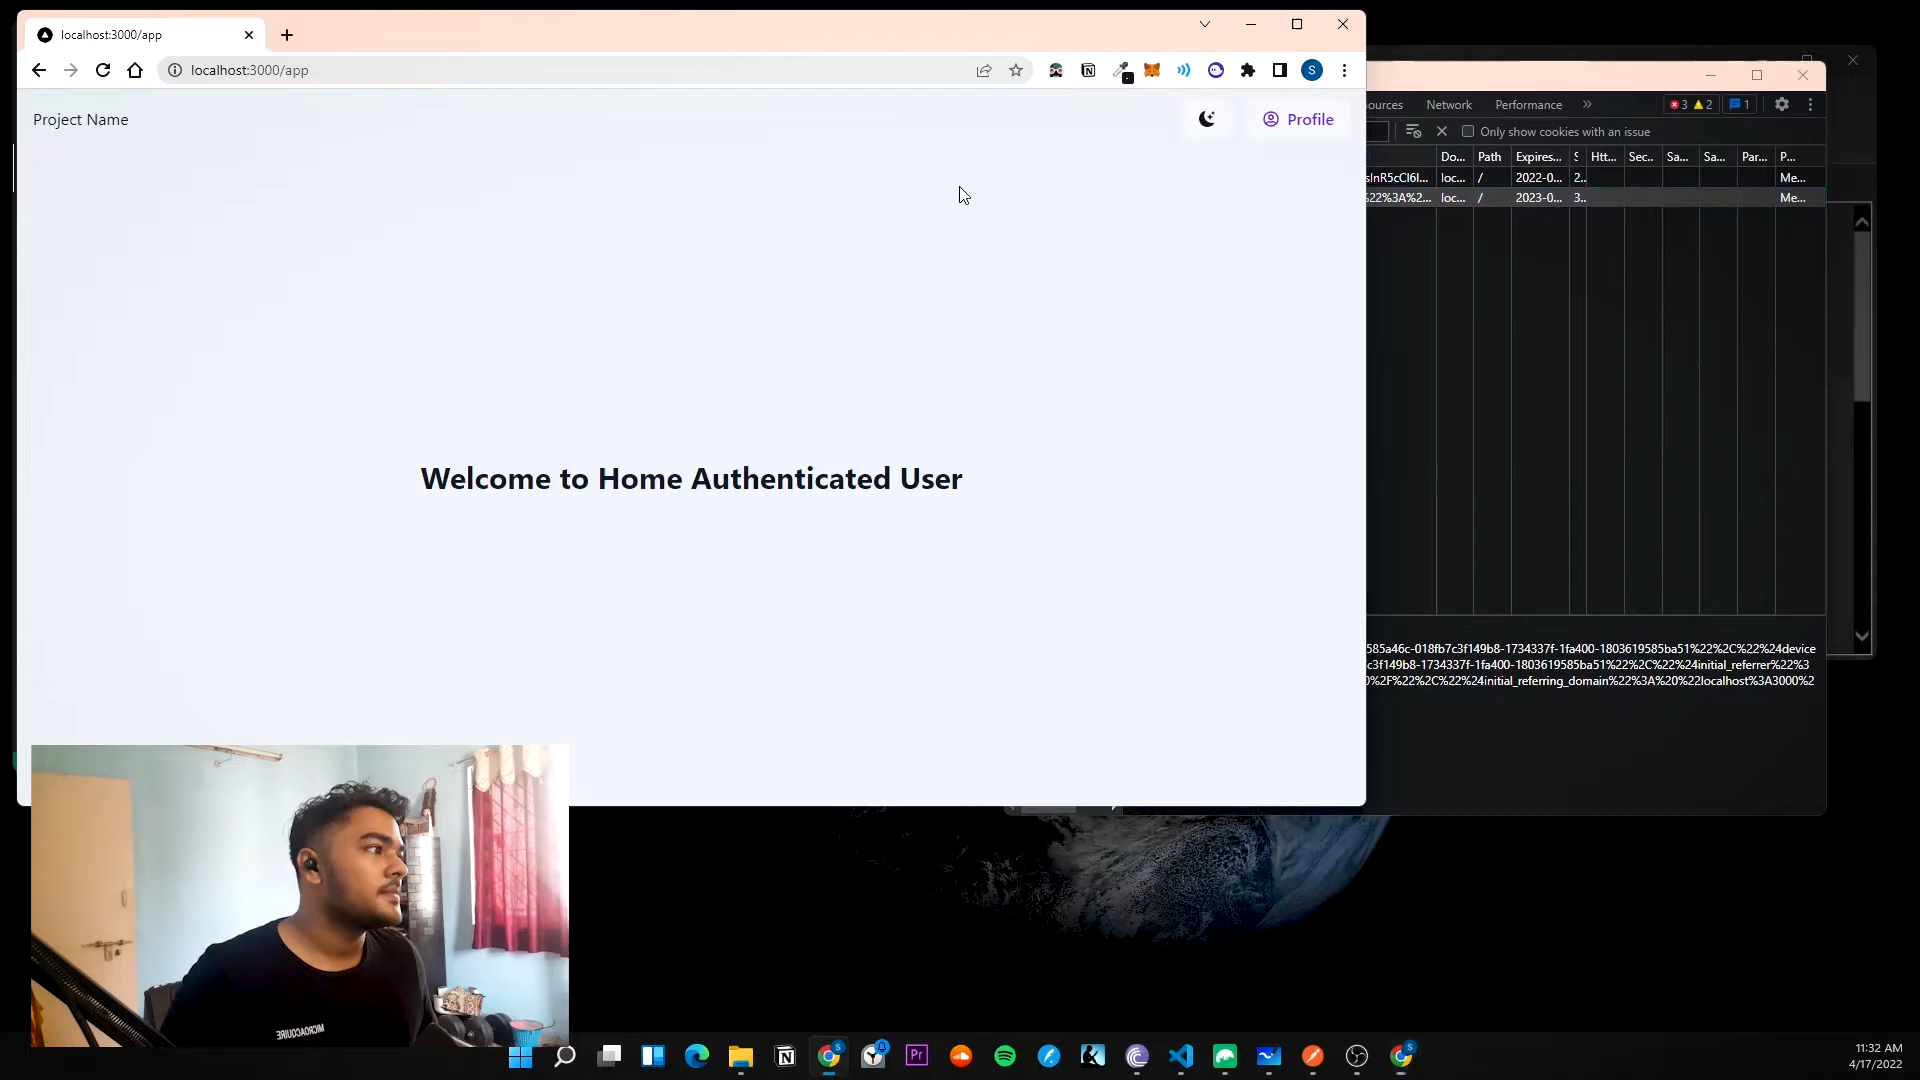 localhost:3000/app
localhost:3000/app
S
Project Name
Profile
Welcome to Home Authenticated User
ources Network Performance
3 2 1
Only show cookies with an issue
Do... Path Expires... S Htt... Sec... Sa... Sa... Par... P...
sInR5cCI6I... loc... / 2022-0... 2.. Me...
22%3A%2... loc... / 2023-0... 3.. Me...
585a46c-018fb7c3f149b8-1734337f-1fa400-1803619585ba51%22%2C%22%24device
c3f149b8-1734337f-1fa400-1803619585ba51%22%2C%22%24initial_referrer%22%3
%2F%22%2C%22%24initial_referring_domain%22%3A%20%22localhost%3A3000%2
MICROACQUIRE
Pr
11:32 AM
4/17/2022